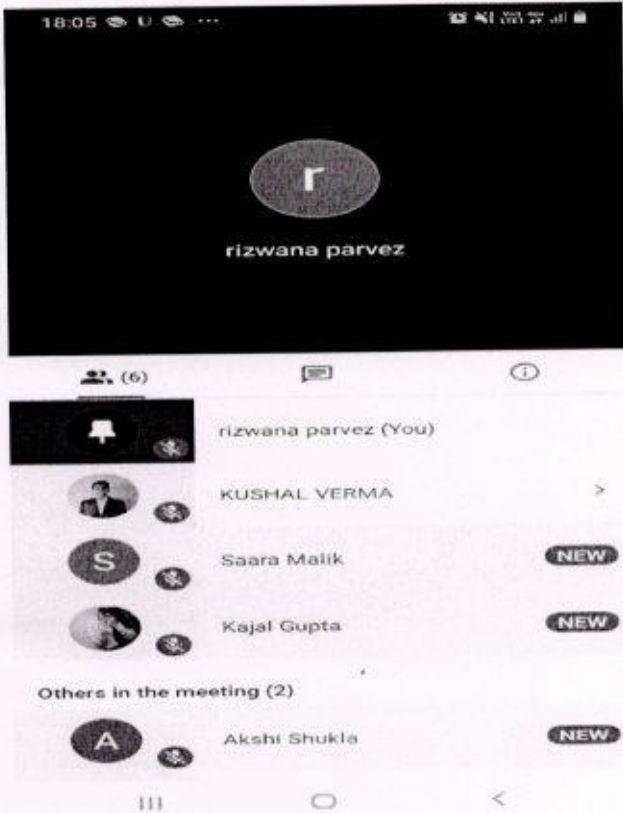 18:05 U ...
r
rizwana parvez
(6)
rizwana parvez (You)
KUSHAL VERMA >
S Saara Malik NEW
Kajal Gupta NEW
Others in the meeting (2)
A Akshi Shukla NEW